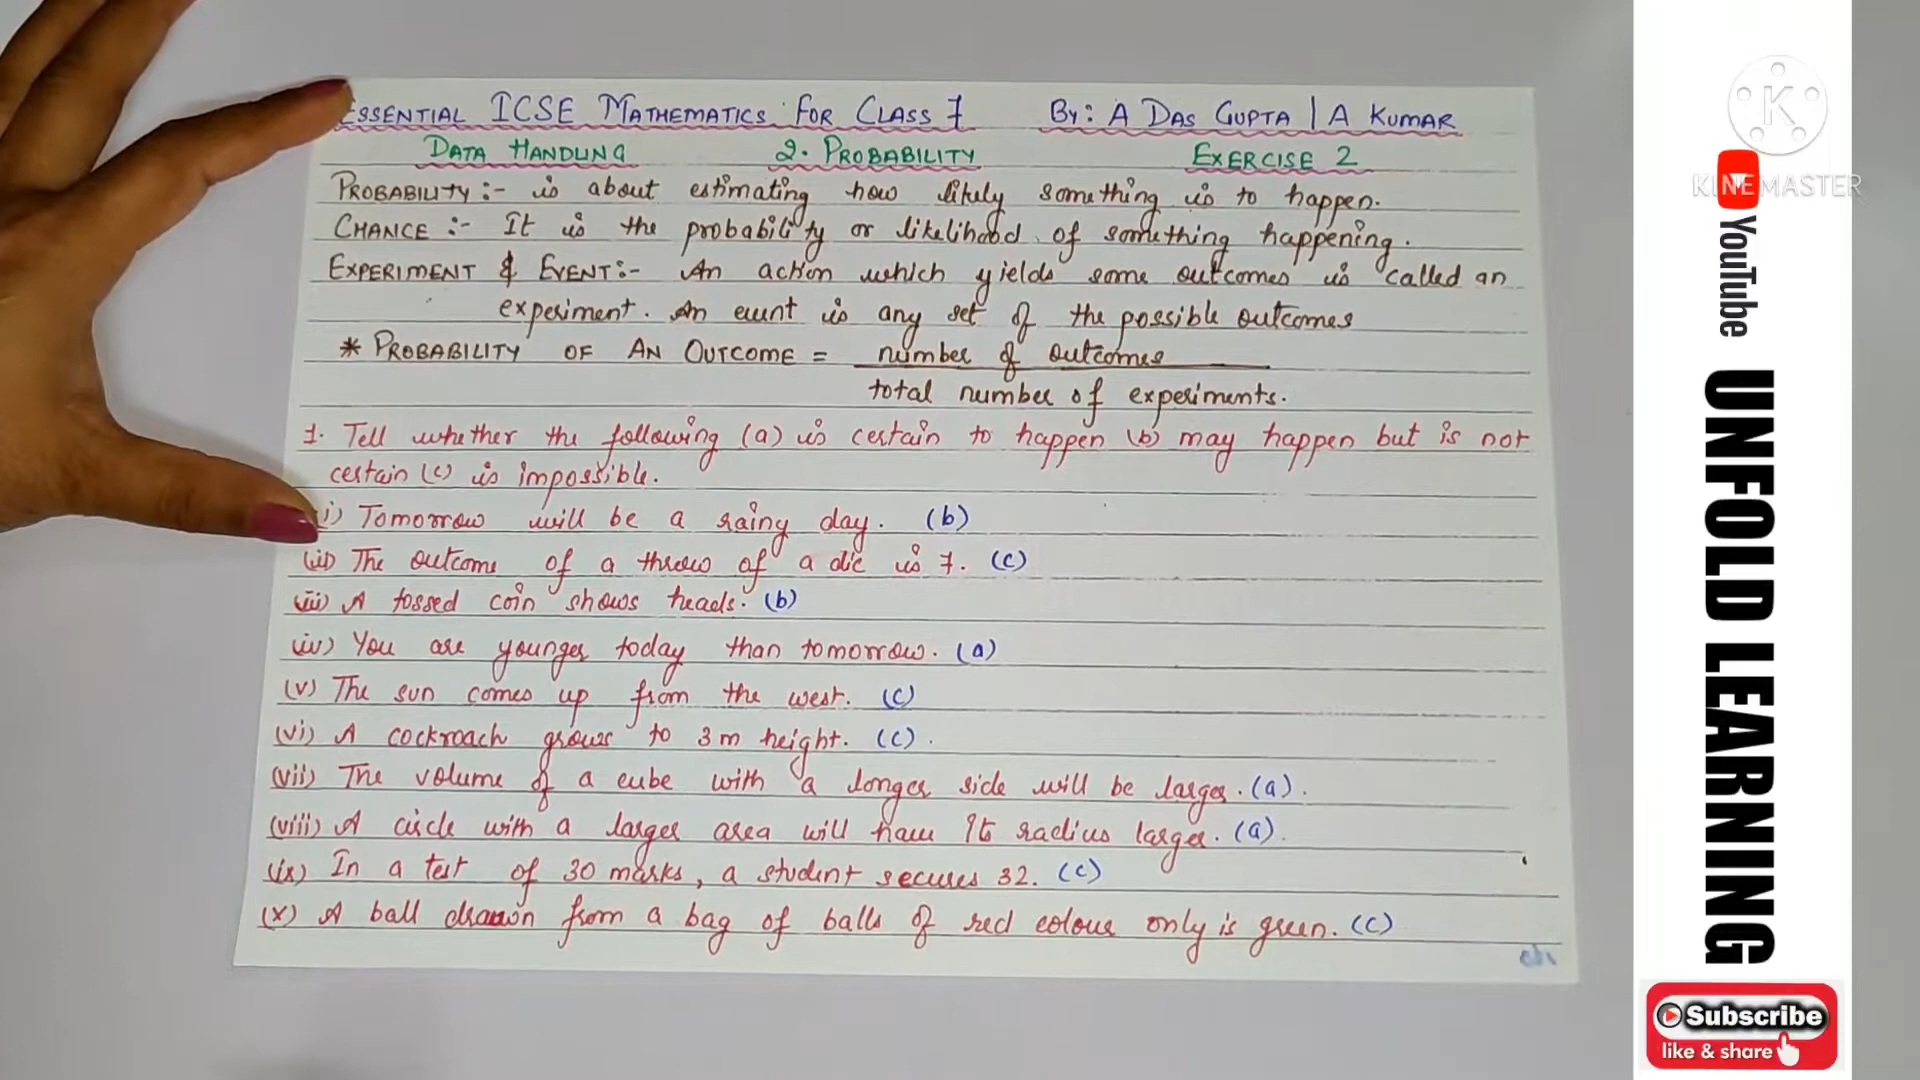 ESSENTIAL ICSE MATHEMATICS FOR CLASS 7 BY: A DAS GUPTA | A KUMAR
DATA HANDLING 2. PROBABILITY EXERCISE 2
PROBABILITY :- is about estimating how likely something is to happen.
CHANCE :- It is the probability or likelihood of something happening.
EXPERIMENT & EVENT:- An action which yields some outcomes is called an
experiment. An event is any set of the possible outcomes
* PROBABILITY OF AN OUTCOME = number of outcomes
total number of experiments.
1. Tell whether the following (a) is certain to happen (b) may happen but is not
certain (c) is impossible.
i) Tomorrow will be a rainy day. (b)
(ii) The outcome of a throw of a die is 7. (c)
(iii) A tossed coin shows heads. (b)
(iv) You are younger today than tomorrow. (a)
(v) The sun comes up from the west. (c)
(vi) A cockroach grows to 3 m height. (c).
(vii) The volume of a cube with a longer side will be larger. (a).
(viii) A circle with a larger area will have its radius larger. (a).
(ix) In a test of 30 marks, a student secures 32. (c)
(x) A ball drawn from a bag of balls of red colour only is green. (c)
K
KINEMASTER
YouTube
UNFOLD LEARNING
Subscribe
like & share